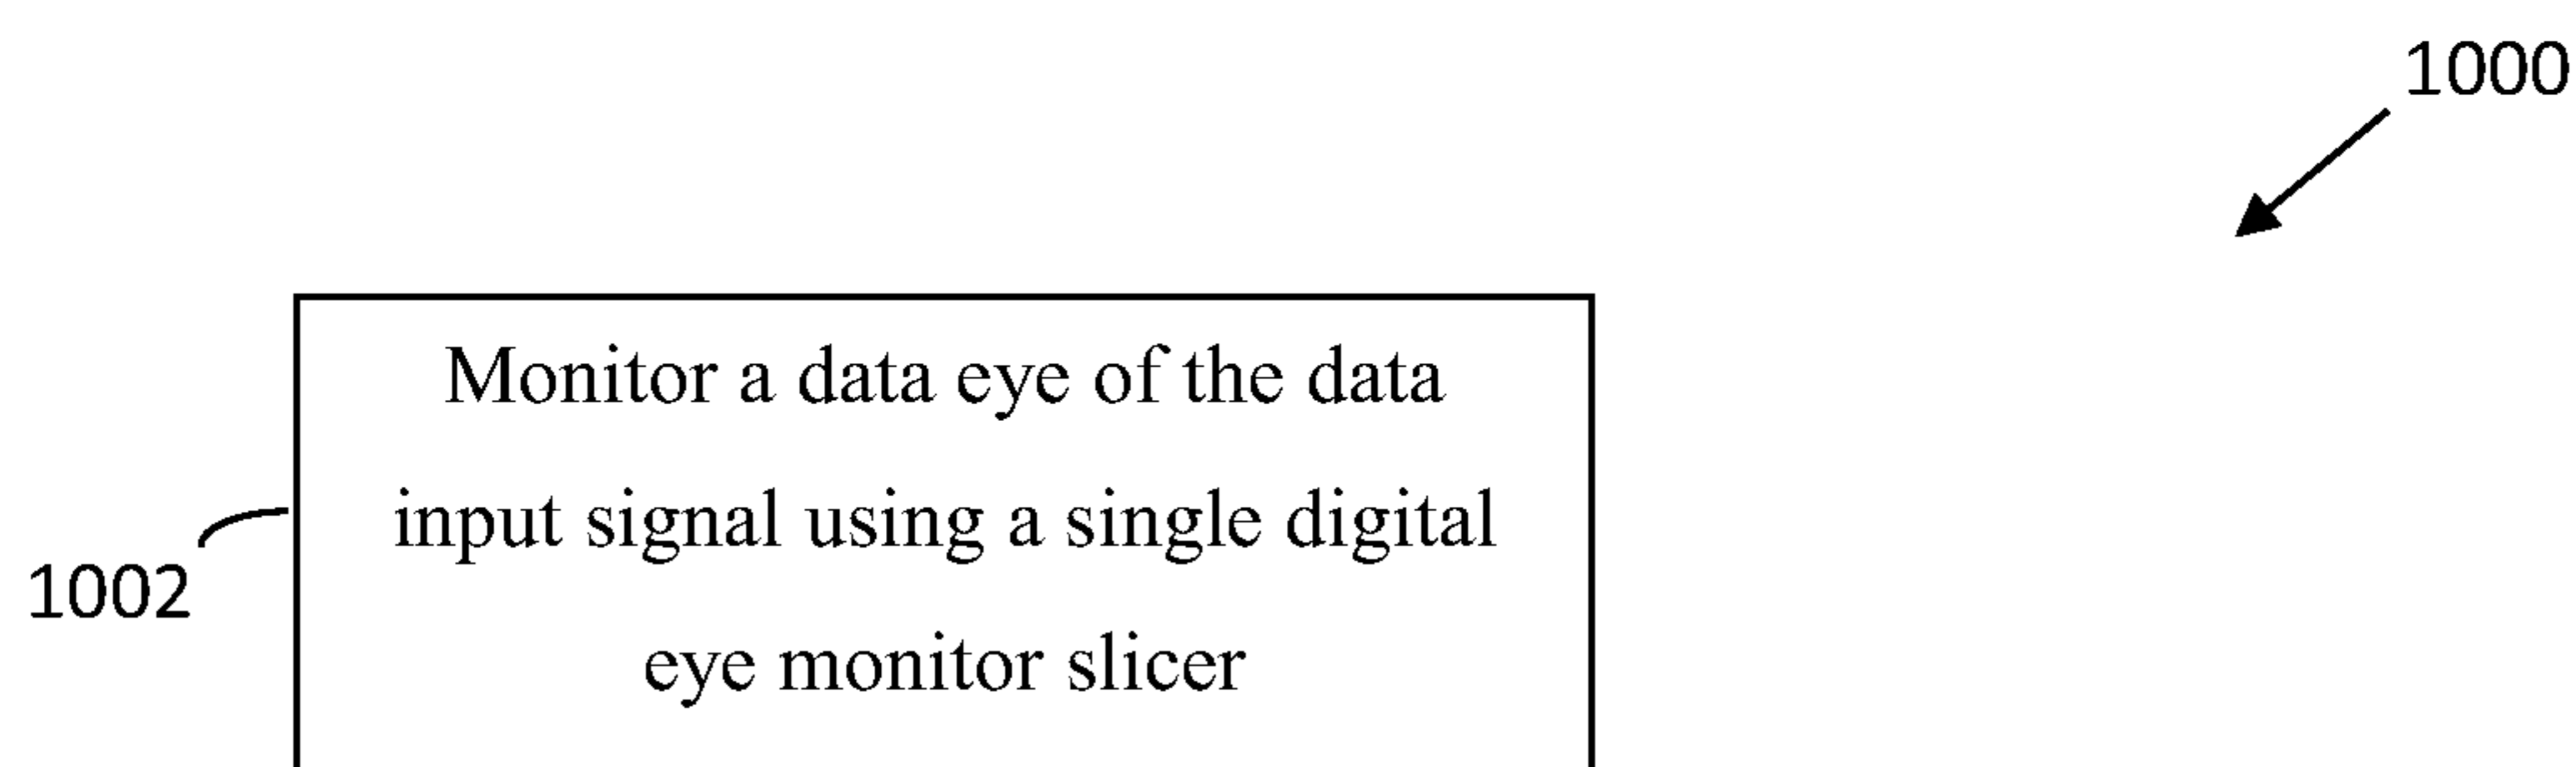 1000
Monitor a data eye of the data
input signal using a single digital
1002
eye monitor slicer